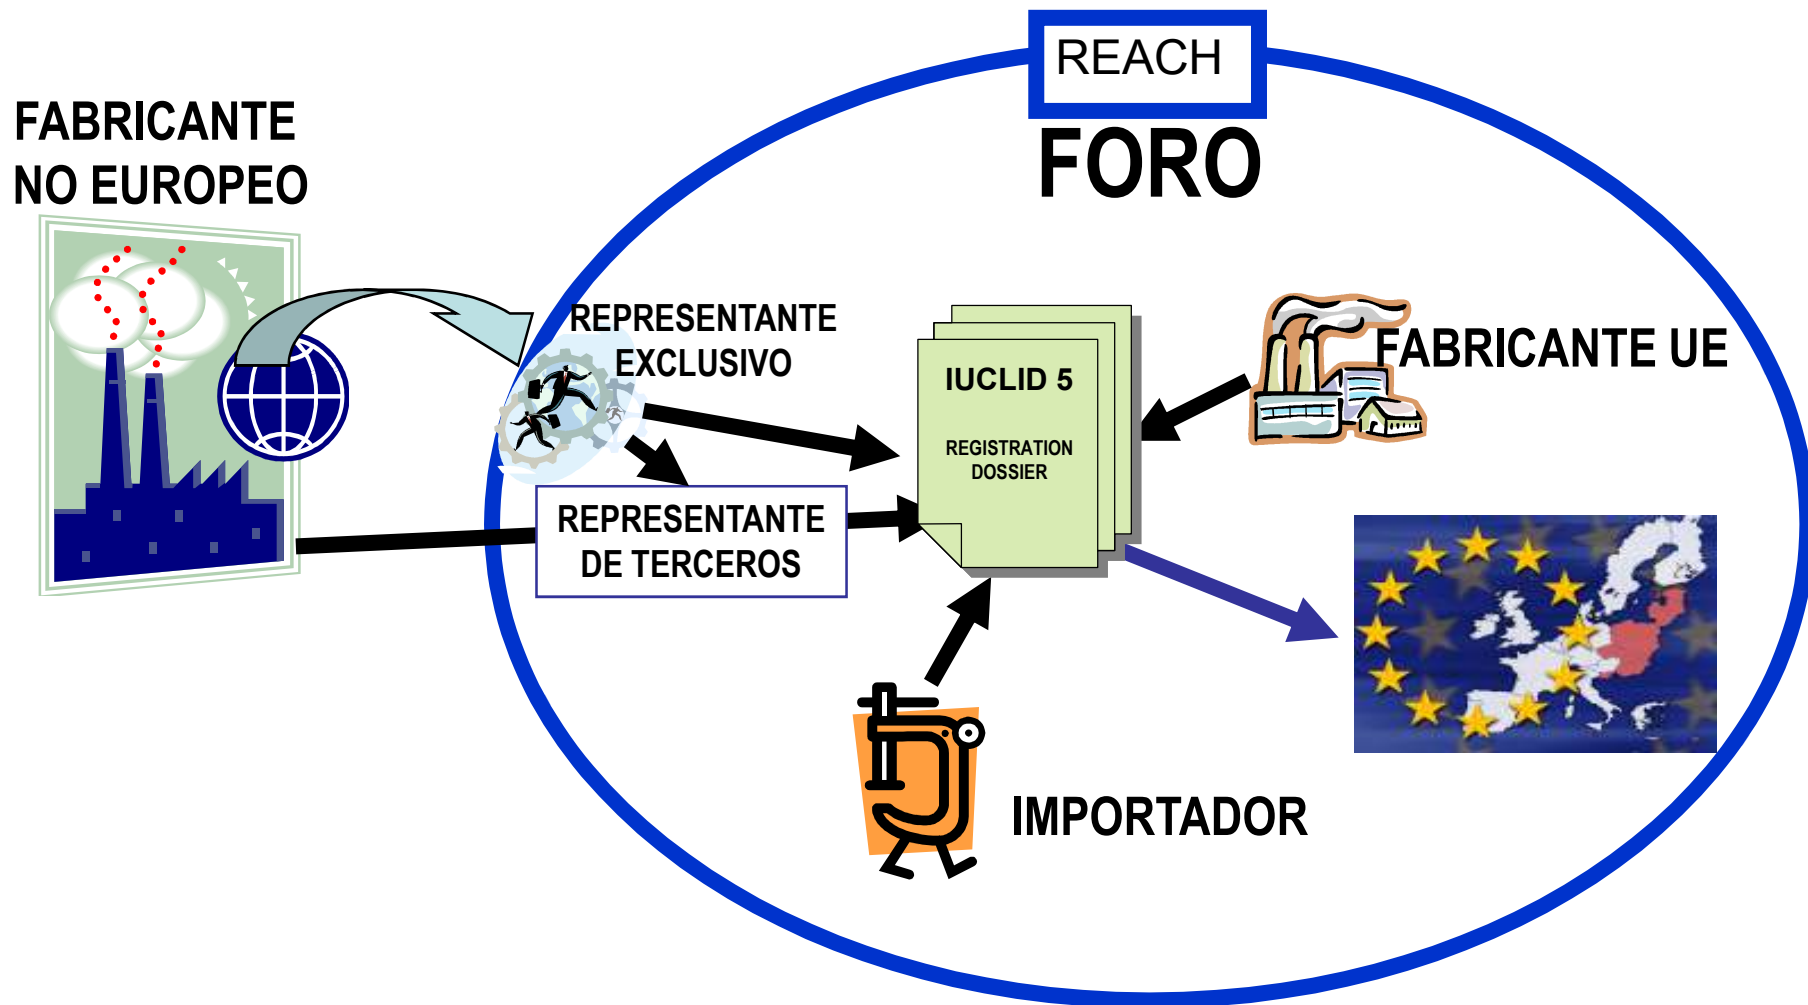 REACH
FORO
FABRICANTE
NO EUROPEO
REPRESENTANTE
EXCLUSIVO
IUCLID 5
REGISTRATION
DOSSIER
FABRICANTE UE
REPRESENTANTE
DE TERCEROS
IMPORTADOR